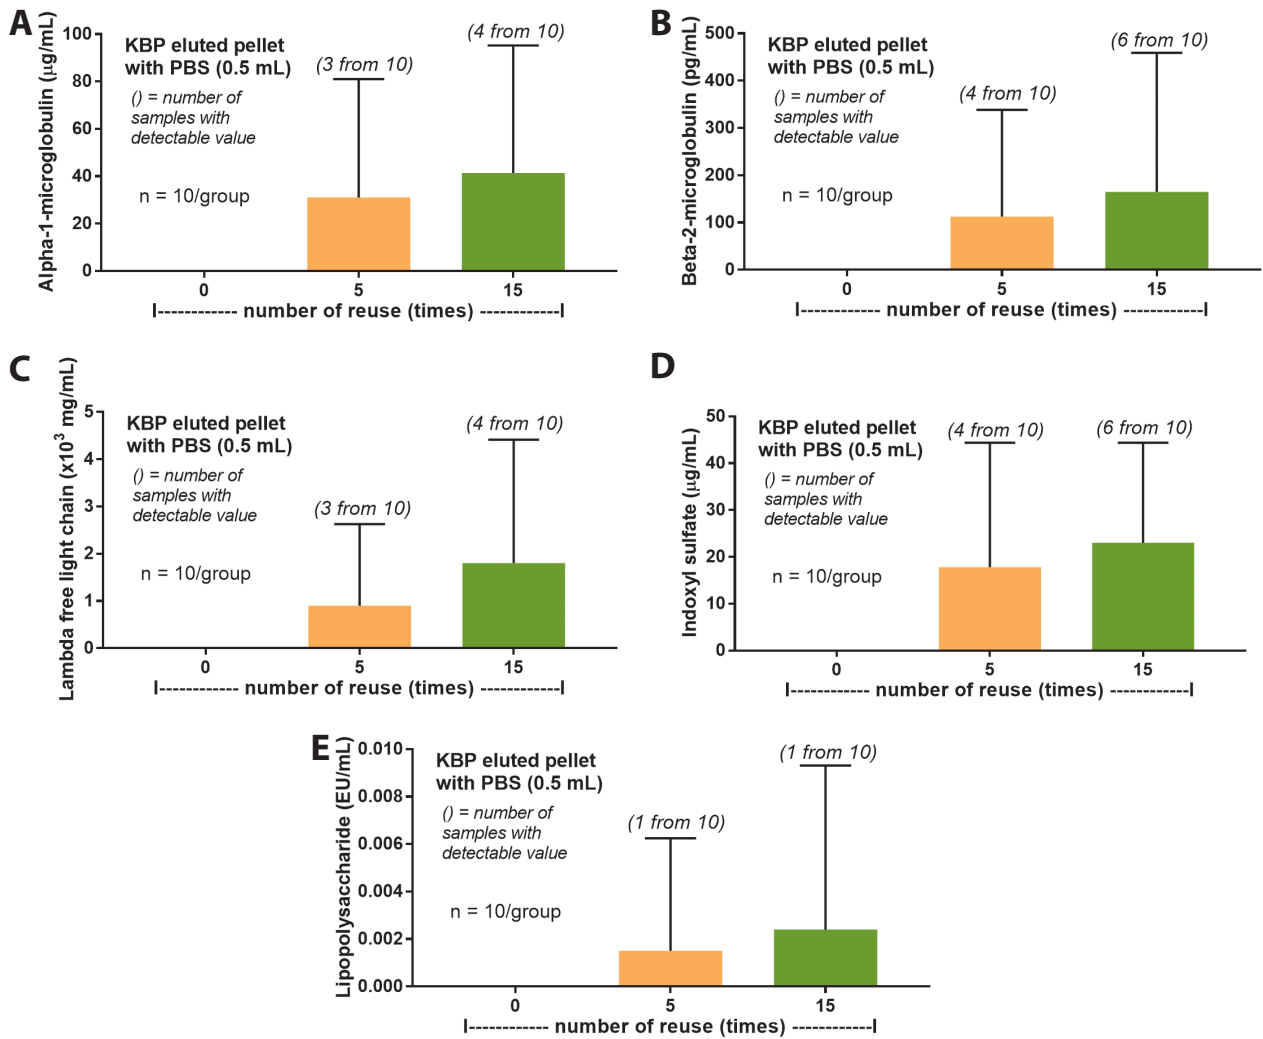 A
Alpha-1-microglobulin (μg/mL)
100
80
60
40
20
0
KBP eluted pellet
with PBS (0.5 mL)
() = number of
samples with
detectable value
n = 10/group
(3 from 10)
(4 from 10)
0
5
15
number of reuse (times)
B
Beta-2-microglobulin (pg/mL)
500
400
300
200
100
0
KBP eluted pellet
with PBS (0.5 mL)
() = number of
samples with
detectable value
n = 10/group
(4 from 10)
(6 from 10)
0
5
15
number of reuse (times)
C
Lambda free light chain (x10³ mg/mL)
5
4
3
2
1
0
KBP eluted pellet
with PBS (0.5 mL)
() = number of
samples with
detectable value
n = 10/group
(3 from 10)
(4 from 10)
0
5
15
number of reuse (times)
D
Indoxyl sulfate (μg/mL)
50
40
30
20
10
0
KBP eluted pellet
with PBS (0.5 mL)
() = number of
samples with
detectable value
n = 10/group
(4 from 10)
(6 from 10)
0
5
15
number of reuse (times)
E
Lipopolysaccharide (EU/mL)
0.010
0.008
0.006
0.004
0.002
0.000
KBP eluted pellet
with PBS (0.5 mL)
() = number of
samples with
detectable value
n = 10/group
(1 from 10)
(1 from 10)
0
5
15
number of reuse (times)